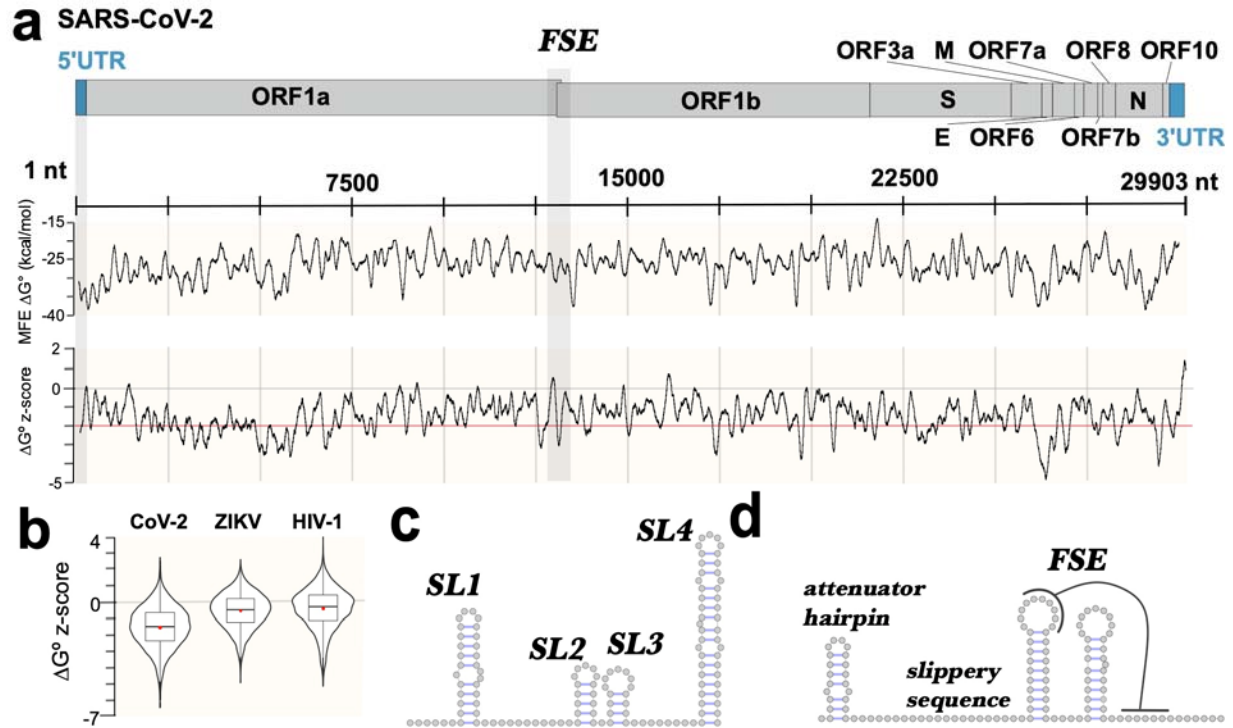 a SARS-CoV-2
FSE
5'UTR
ORF3a M ORF7a ORF8 ORF10
ORF1a
ORF1b
S
N
E ORF6 ORF7b 3'UTR
1 nt
7500
15000
22500
29903 nt
MFE ΔG° (kcal/mol)
-15
-25
-40
ΔG° z-score
2
0
-5
b
CoV-2 ZIKV HIV-1
ΔG° z-score
4
0
-7
c
SL1
SL2
SL3
SL4
d
attenuator
hairpin
slippery
sequence
FSE